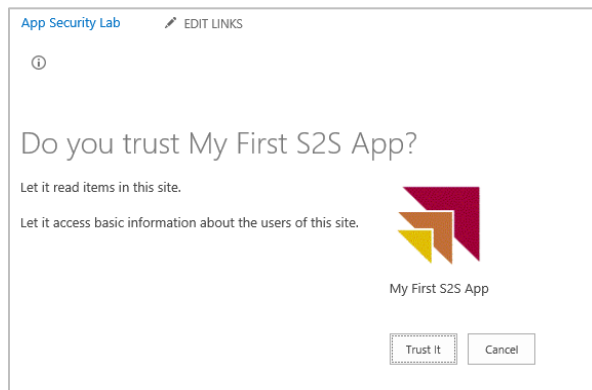 App Security Lab EDIT LINKS
Do you trust My First S2S App?
Let it read items in this site.
Let it access basic information about the users of this site.
My First S2S App
Trust It Cancel